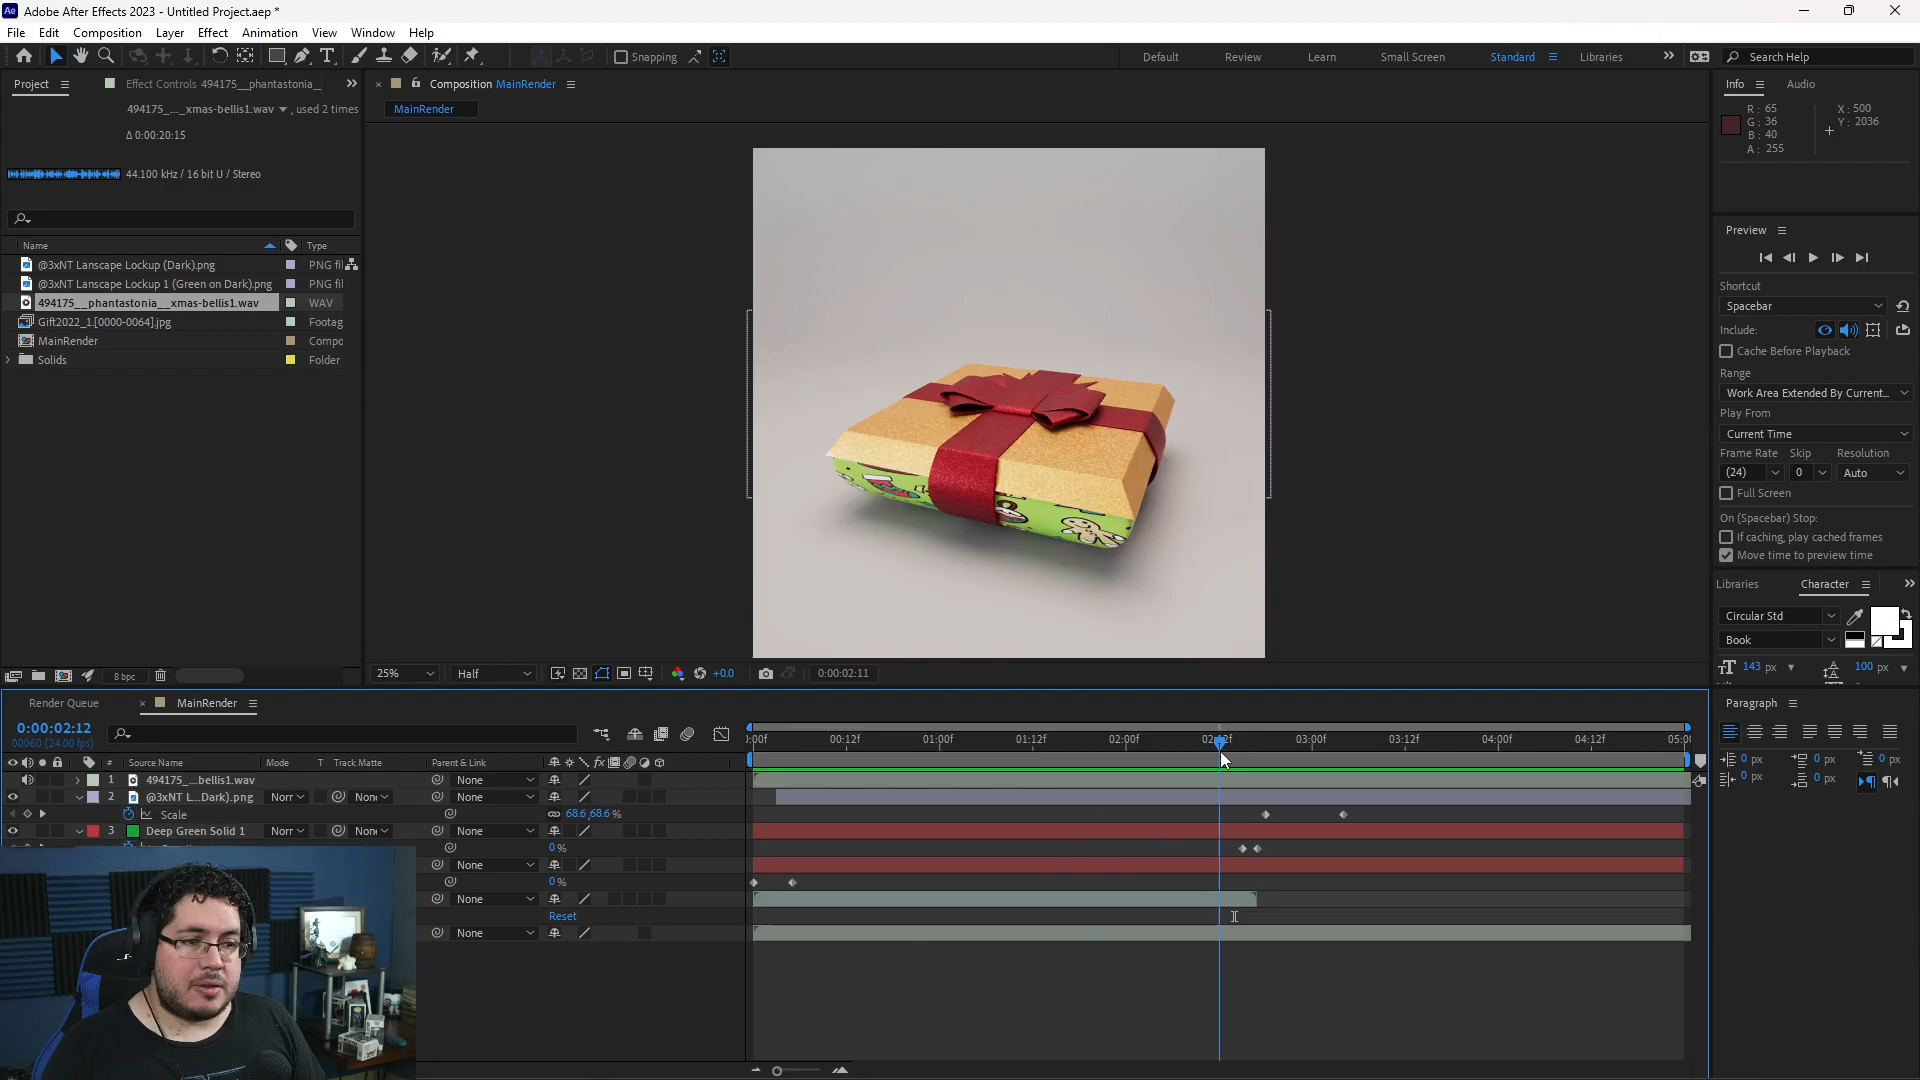 Adobe After Effects 2023 - Untitled Project.aep *
File Edit Composition Layer Effect Animation View Window Help
Snapping
Default Review Learn Small Screen Standard Libraries Search Help
Project Effect Controls 494175__phantastonia_
494175_..._xmas-bellis1.wav , used 2 times
Δ 0:00:20:15
44.100 kHz / 16 bit U / Stereo
Name Type
@3xNT Lanscape Lockup (Dark).png PNG fil
@3xNT Lanscape Lockup 1 (Green on Dark).png PNG fil
494175__phantastonia__xmas-bellis1.wav WAV
Gift2022_1.[0000-0064].jpg Footag
MainRender Compo
Solids Folder
8 bpc
Composition MainRender
MainRender
25% Half +0.0 0:00:02:11
Info Audio
R: 65 X: 500
G: 36 Y: 2036
B: 40
A: 255
Preview
Shortcut
Spacebar
Include:
Cache Before Playback
Range
Work Area Extended By Current...
Play From
Current Time
Frame Rate Skip Resolution
(24) 0 Auto
Full Screen
On (Spacebar) Stop:
If caching, play cached frames
Move time to preview time
Libraries Character
Circular Std
Book
143 px 100 px
Paragraph
0 px 0 px 0 px
0 px 0 px
Render Queue MainRender
0:00:02:12
00060 (24.00 fps)
:00f 00:12f 01:00f 01:12f 02:00f 02:12f 03:00f 03:12f 04:00f 04:12f 05:00
# Source Name Mode T Track Matte Parent & Link
1 494175_...bellis1.wav None
2 @3xNT L...Dark).png Norr None None
Scale 68.6,68.6 %
3 Deep Green Solid 1 Norr None None
0 %
None
0 %
None
Reset
None